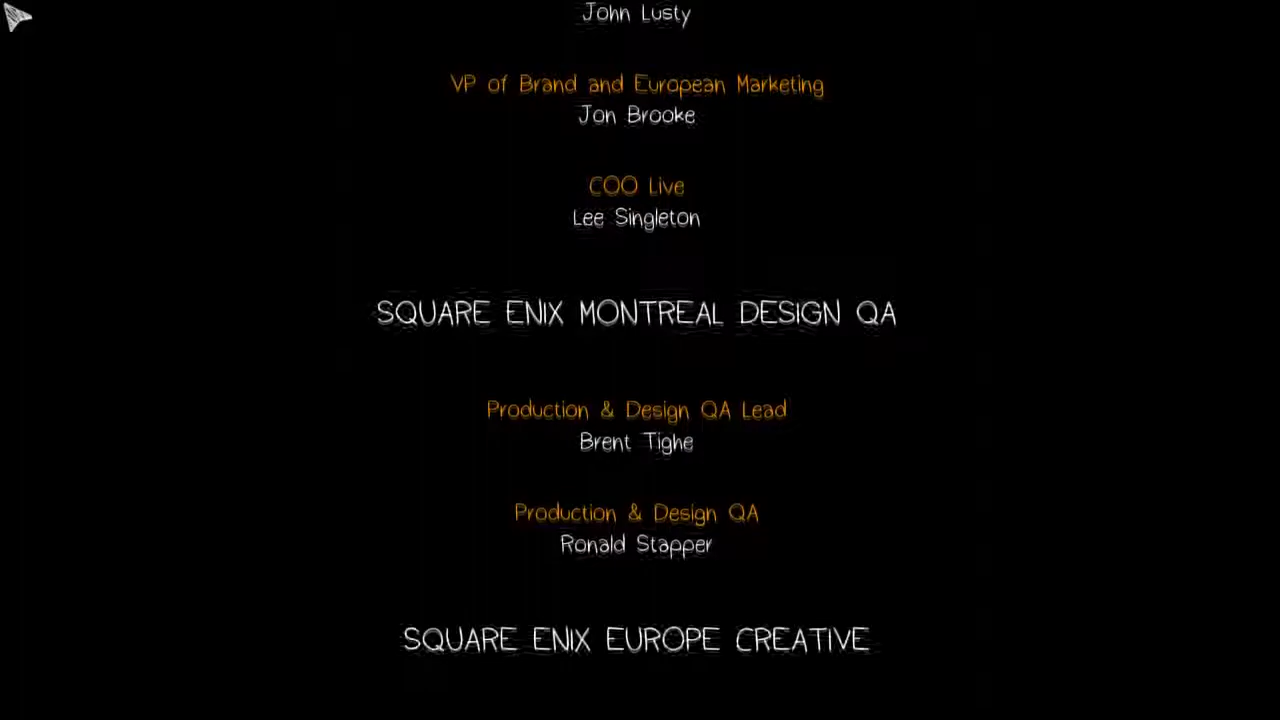 John Lusty
VP of Brand and European Marketing
Jon Brooke
COO Live
Lee Singleton
SQUARE ENIX MONTREAL DESIGN QA
Production & Design QA Lead
Brent Tighe
Production & Design QA
Ronald Stapper
SQUARE ENIX EUROPE CREATIVE